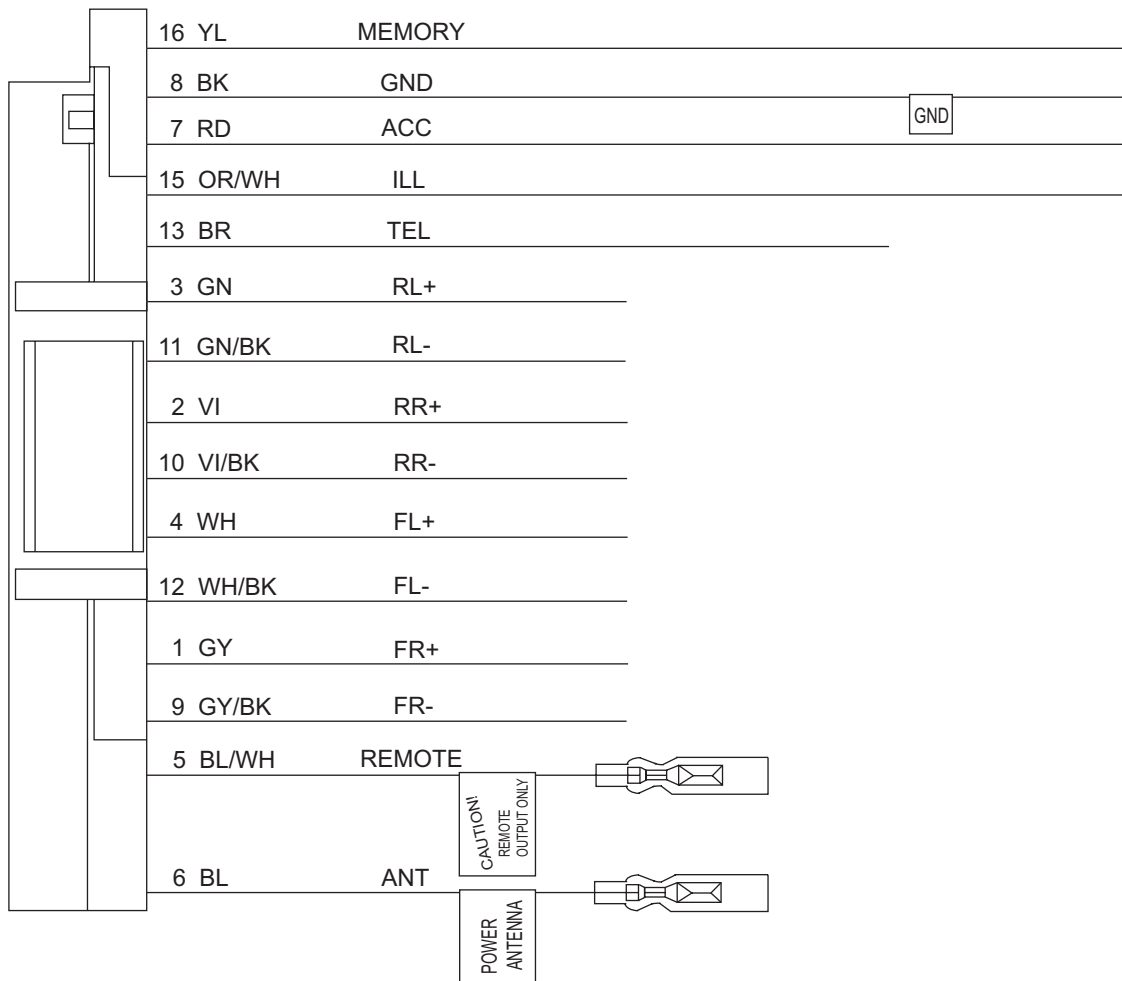 16 YL MEMORY
8 BK GND
GND
7 RD ACC
15 OR/WH ILL
13 BR TEL
3 GN RL+
11 GN/BK RL-
2 VI RR+
10 VI/BK RR-
4 WH FL+
12 WH/BK FL-
1 GY FR+
9 GY/BK FR-
5 BL/WH REMOTE
CAUTION!
REMOTE
OUTPUT ONLY
6 BL ANT
POWER
ANTENNA